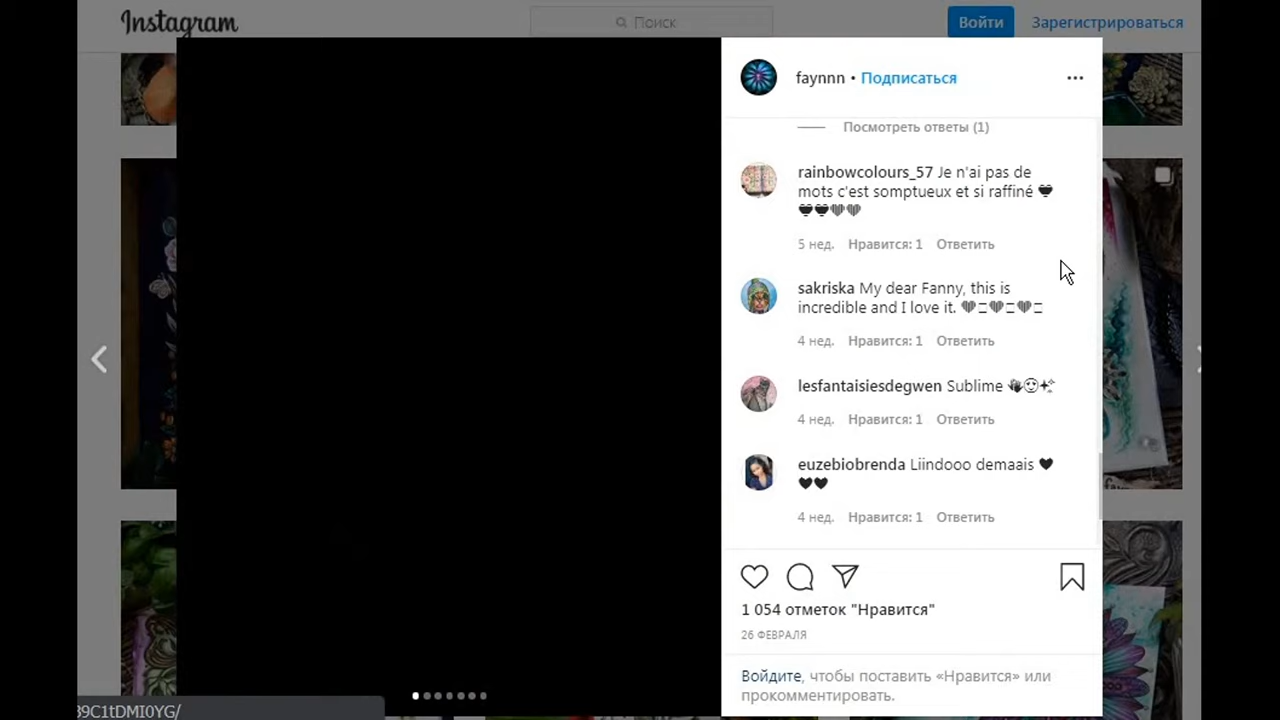 Instagram
Поиск
Войти
Зарегистрироваться
faynnn • Подписаться
Посмотреть ответы (1)
rainbowcolours_57 Je n'ai pas de
mots c'est somptueux et si raffiné
5 нед. Нравится: 1 Ответить
sakriska My dear Fanny, this is
incredible and I love it.
4 нед. Нравится: 1 Ответить
lesfantaisiesdegwen Sublime
4 нед. Нравится: 1 Ответить
euzebiobrenda Liindooo demaais
4 нед. Нравится: 1 Ответить
1 054 отметок "Нравится"
26 ФЕВРАЛЯ
Войдите, чтобы поставить «Нравится» или
прокомментировать.
39C1tDMI0YG/